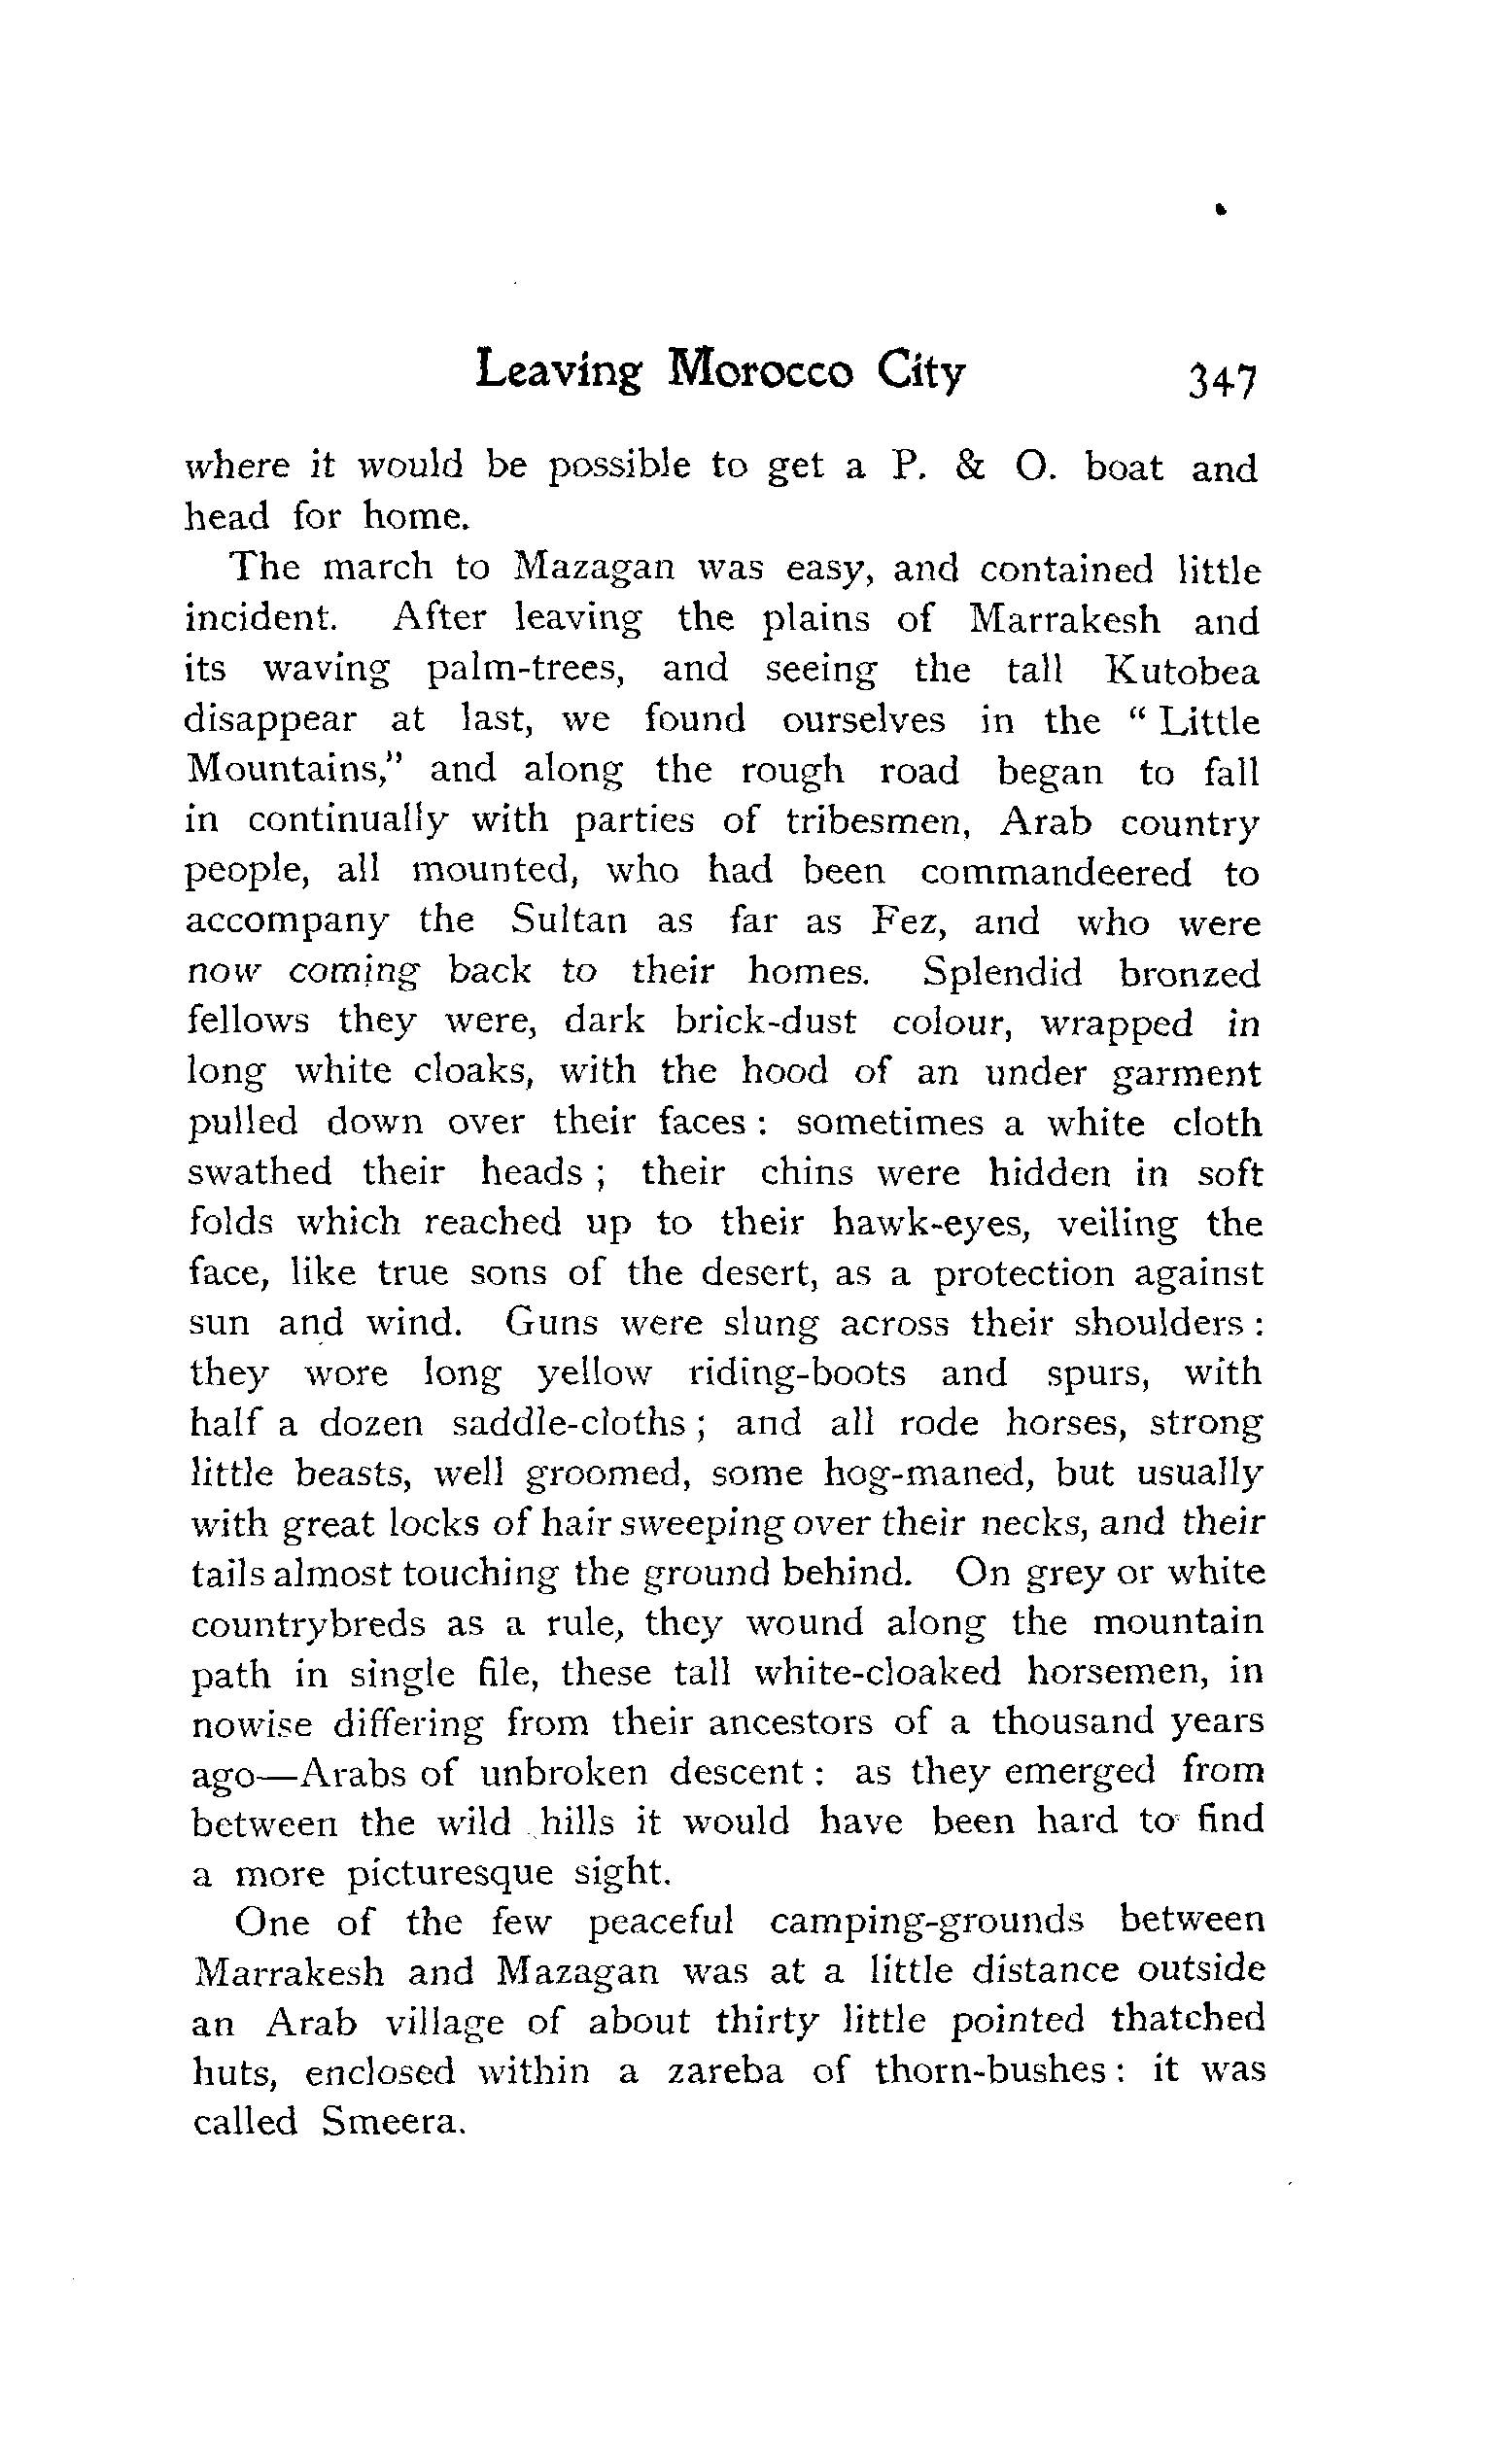 Leaving Morocco City 347
where it would be possible to get a P. & O. boat and
head for home.
The march to Mazagan was easy, and contained little
incident. After leaving the plains of Marrakesh and
its waving palm-trees, and seeing the tall Kutobea
disappear at last, we found ourselves in the " Little
Mountains," and along the rough road began to fall
in continually with parties of tribesmen, Arab country
people, all mounted, who had been commandeered to
accompany the Sultan as far as Fez, and who were
now coming back to their homes. Splendid bronzed
fellows they were, dark brick-dust colour, wrapped in
long white cloaks, with the hood of an under garment
pulled down over their faces : sometimes a white cloth
swathed their heads ; their chins were hidden in soft
folds which reached up to their hawk-eyes, veiling the
face, like true sons of the desert, as a protection against
sun and wind. Guns were slung across their shoulders :
they wore long yellow riding-boots and spurs, with
half a dozen saddle-cloths ; and all rode horses, strong
little beasts, well groomed, some hog-maned, but usually
with great locks of hair sweeping over their necks, and their
tails almost touching the ground behind. On grey or white
countrybreds as a rule, they wound along the mountain
path in single file, these tall white-cloaked horsemen, in
nowise differing from their ancestors of a thousand years
ago—Arabs of unbroken descent : as they emerged from
between the wild hills it would have been hard to find
a more picturesque sight.
One of the few peaceful camping-grounds between
Marrakesh and Mazagan was at a little distance outside
an Arab village of about thirty little pointed thatched
huts, enclosed within a zareba of thorn-bushes : it was
called Smeera.